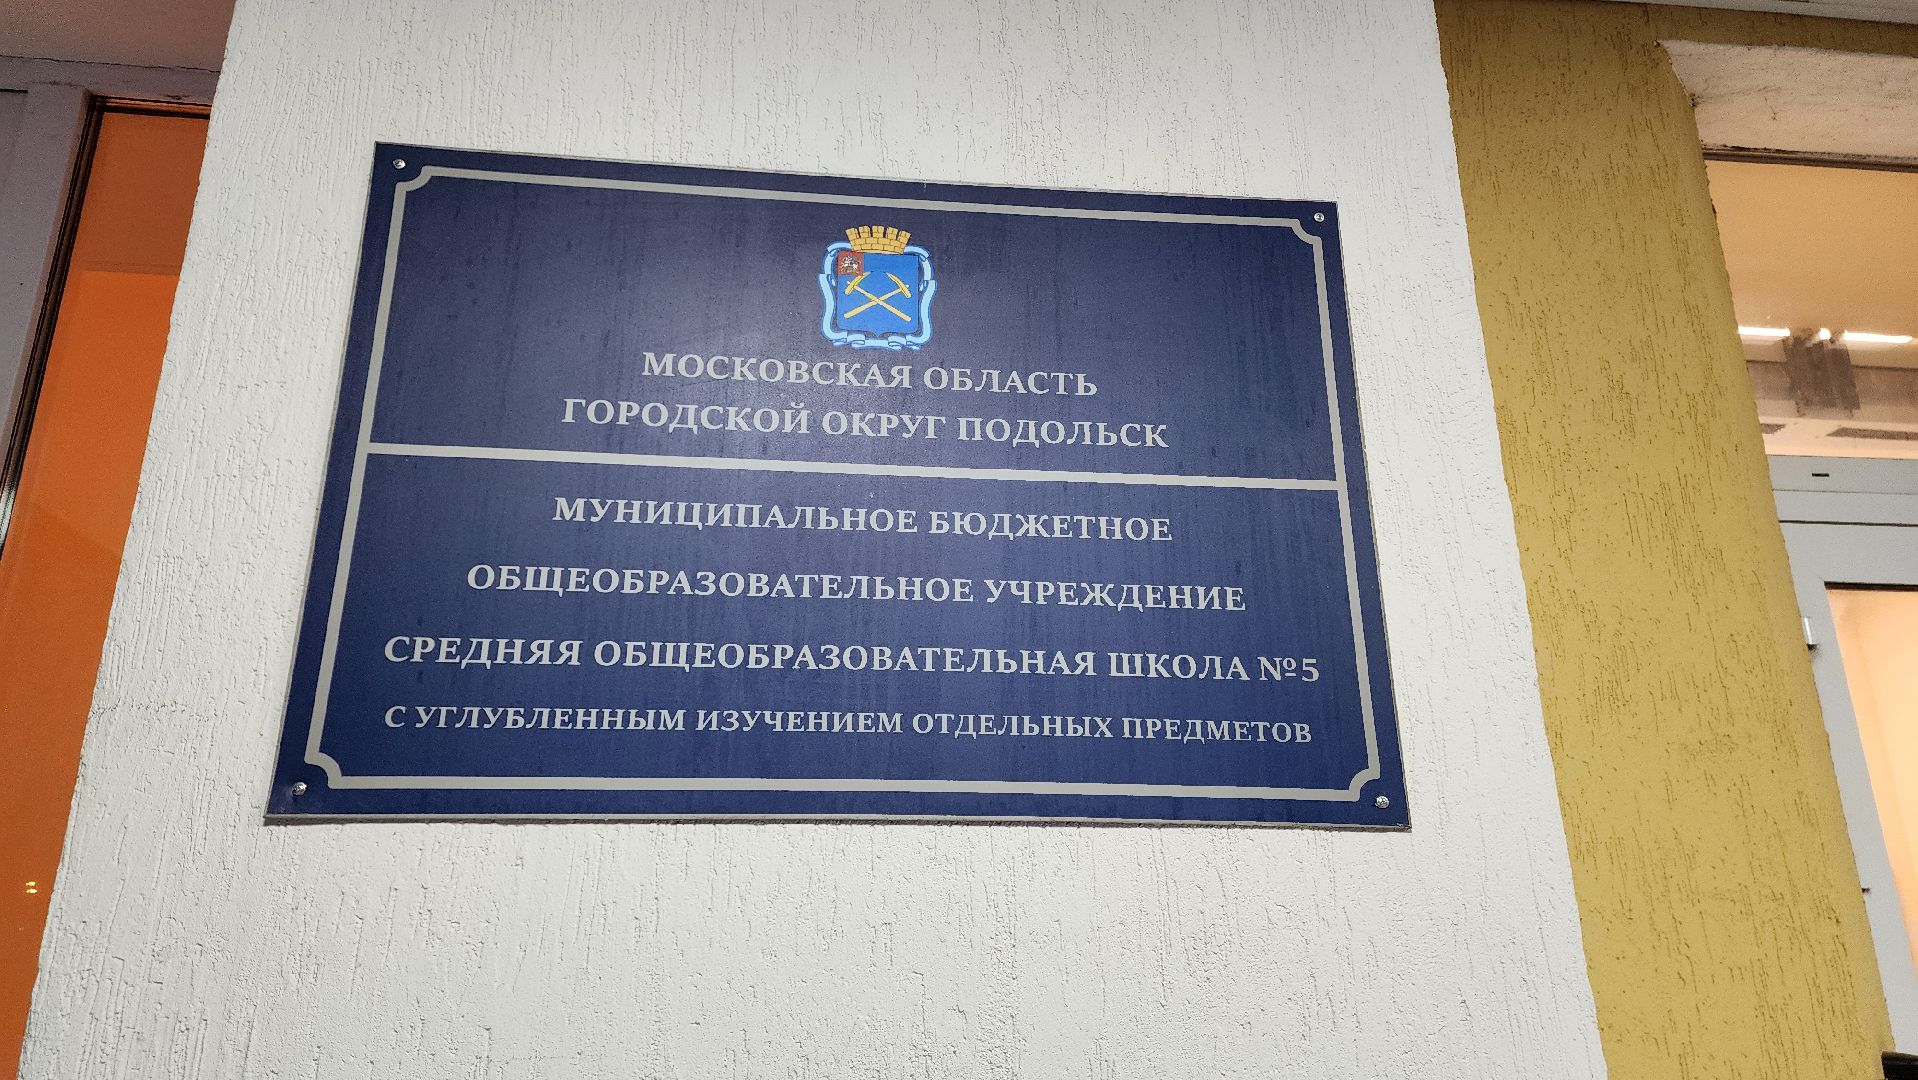 МОСКОВСКАЯ ОБЛАСТЬ
ГОРОДСКОЙ ОКРУГ ПОДОЛЬСК
МУНИЦИПАЛЬНОЕ БЮДЖЕТНОЕ
ОБЩЕОБРАЗОВАТЕЛЬНОЕ УЧРЕЖДЕНИЕ
СРЕДНЯЯ ОБЩЕОБРАЗОВАТЕЛЬНАЯ ШКОЛА №5
С УГЛУБЛЕННЫМ ИЗУЧЕНИЕМ ОТДЕЛЬНЫХ ПРЕДМЕТОВ